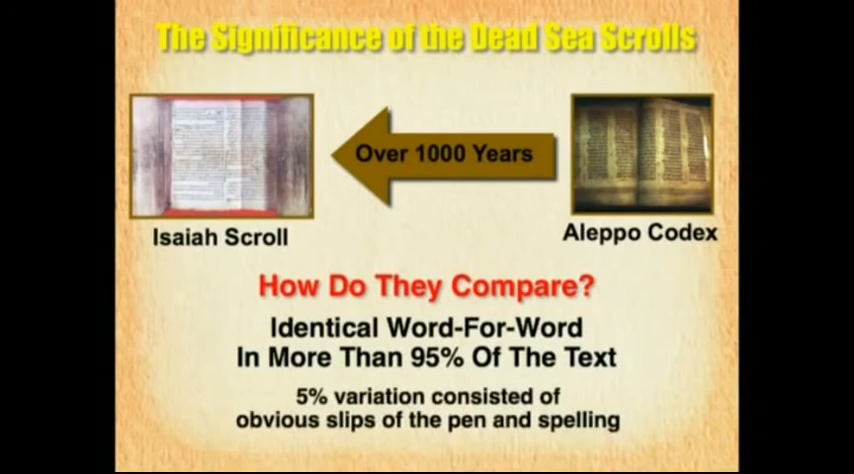 The Significance of the Dead Sea Scrolls
Over 1000 Years
Isaiah Scroll
Aleppo Codex
How Do They Compare?
Identical Word-For-Word
In More Than 95% Of The Text
5% variation consisted of
obvious slips of the pen and spelling